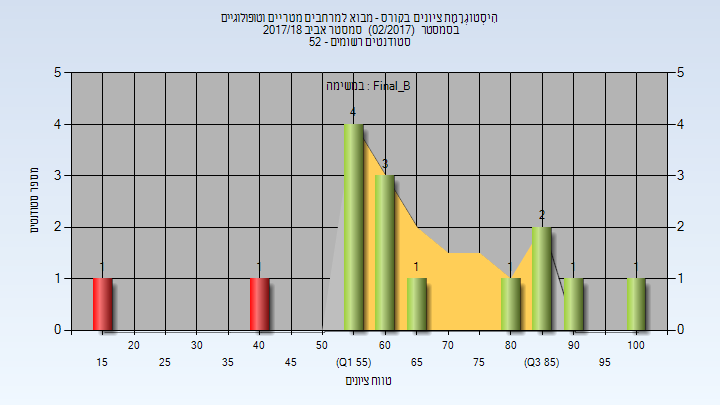 היסטוגרמת ציונים בקורס - מבוא למרחבים מטריים וטופולוגיים
בסמסטר (02/2017) סמסטר אביב 2017/18
סטודנטים רשומים - 52
במשימה : Final_B
5 5
4 4
3 3
2 2
1 1
0 0
1 1 4 3 1 1 2 1 1
מספר סטודנטים
20 30 40 50 60 70 80 90 100
15 25 35 45 (Q1 55) 65 75 (Q3 85) 95
טווח ציונים